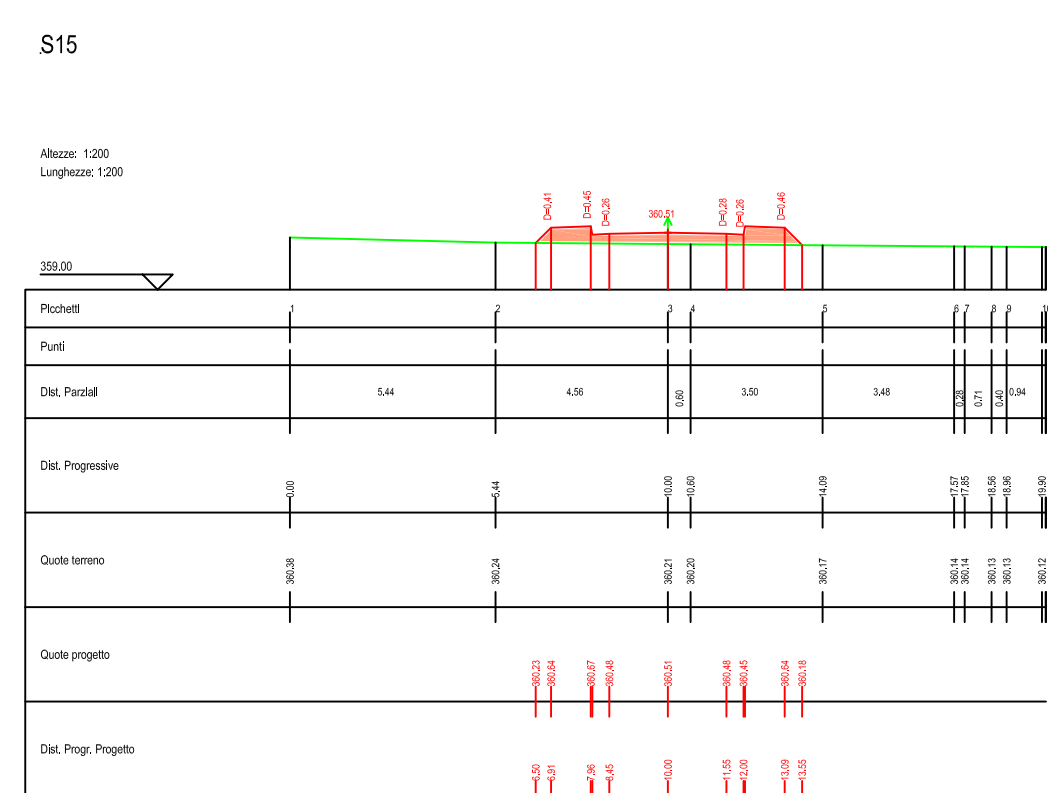 S15
Altezze: 1:200
Lunghezze: 1:200
D=0.41 D=0.45 D=0.26 360.51 D=0.28 D=0.26 D=0.46
359.00
Picchetti 1 2 3 4 5 6 7 8 9
Punti
Dist. Parziali 5.44 4.56 0.60 3.50 3.48 0.28 0.71 0.40 0.94
Dist. Progressive 0.00 5.44 10.00 10.60 14.09 17.57 17.85 18.56 18.96 19.90
Quote terreno 360.38 360.24 360.21 360.20 360.17 360.14 360.14 360.13 360.13 360.12
Quote progetto 360.23 360.64 360.67 360.48 360.51 360.48 360.45 360.64 360.18
Dist. Progr. Progetto 6.50 6.91 7.96 8.45 10.00 11.55 12.00 13.09 13.55